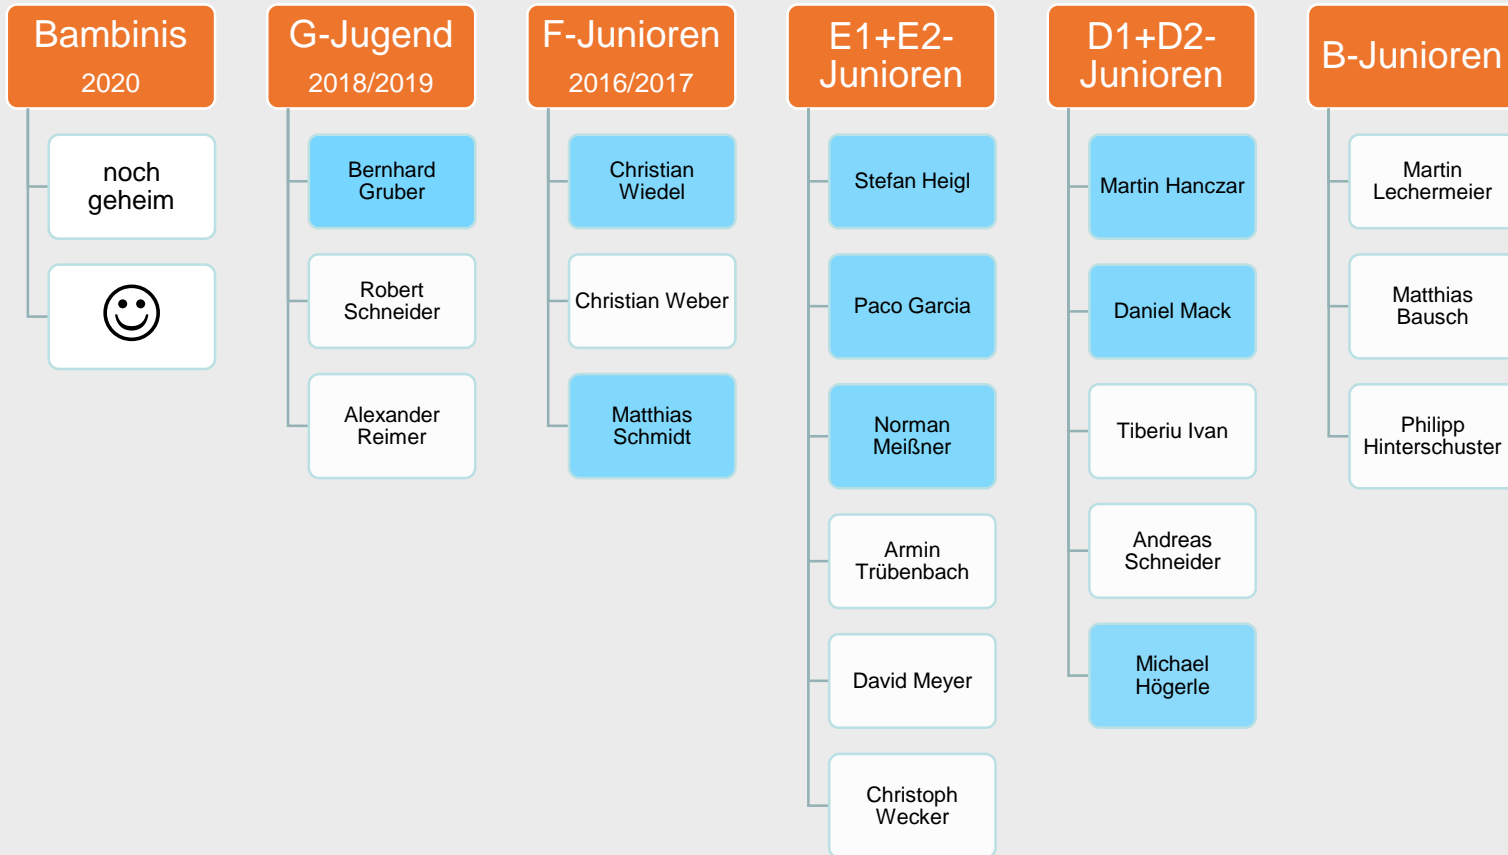 Bambinis
2020
noch
geheim
G-Jugend
2018/2019
Bernhard
Gruber
Robert
Schneider
Alexander
Reimer
F-Junioren
2016/2017
Christian
Wiedel
Christian Weber
Matthias
Schmidt
E1+E2-
Junioren
Stefan Heigl
Paco Garcia
Norman
Meißner
Armin
Trübenbach
David Meyer
Christoph
Wecker
D1+D2-
Junioren
Martin Hanczar
Daniel Mack
Tiberiu Ivan
Andreas
Schneider
Michael
Högerle
B-Junioren
Martin
Lechermeier
Matthias
Bausch
Philipp
Hinterschuster